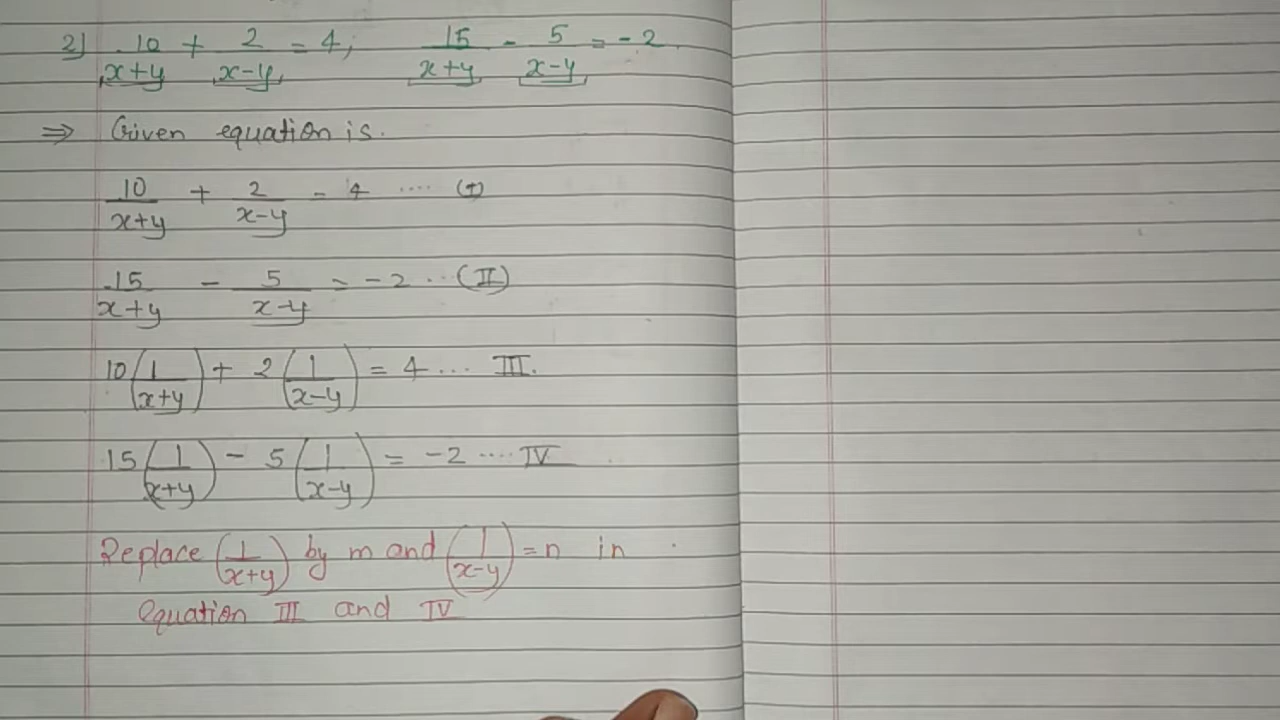 2) 10/(x+y) + 2/(x-y) = 4, 15/(x+y) - 5/(x-y) = -2.
⇒ Given equation is.
10/(x+y) + 2/(x-y) = 4 .... (I)
15/(x+y) - 5/(x-y) = -2 .. (II)
10(1/(x+y)) + 2(1/(x-y)) = 4 ... III.
15(1/(x+y)) - 5(1/(x-y)) = -2 .... IV
Replace (1/(x+y)) by m and (1/(x-y)) = n in
equation III and IV